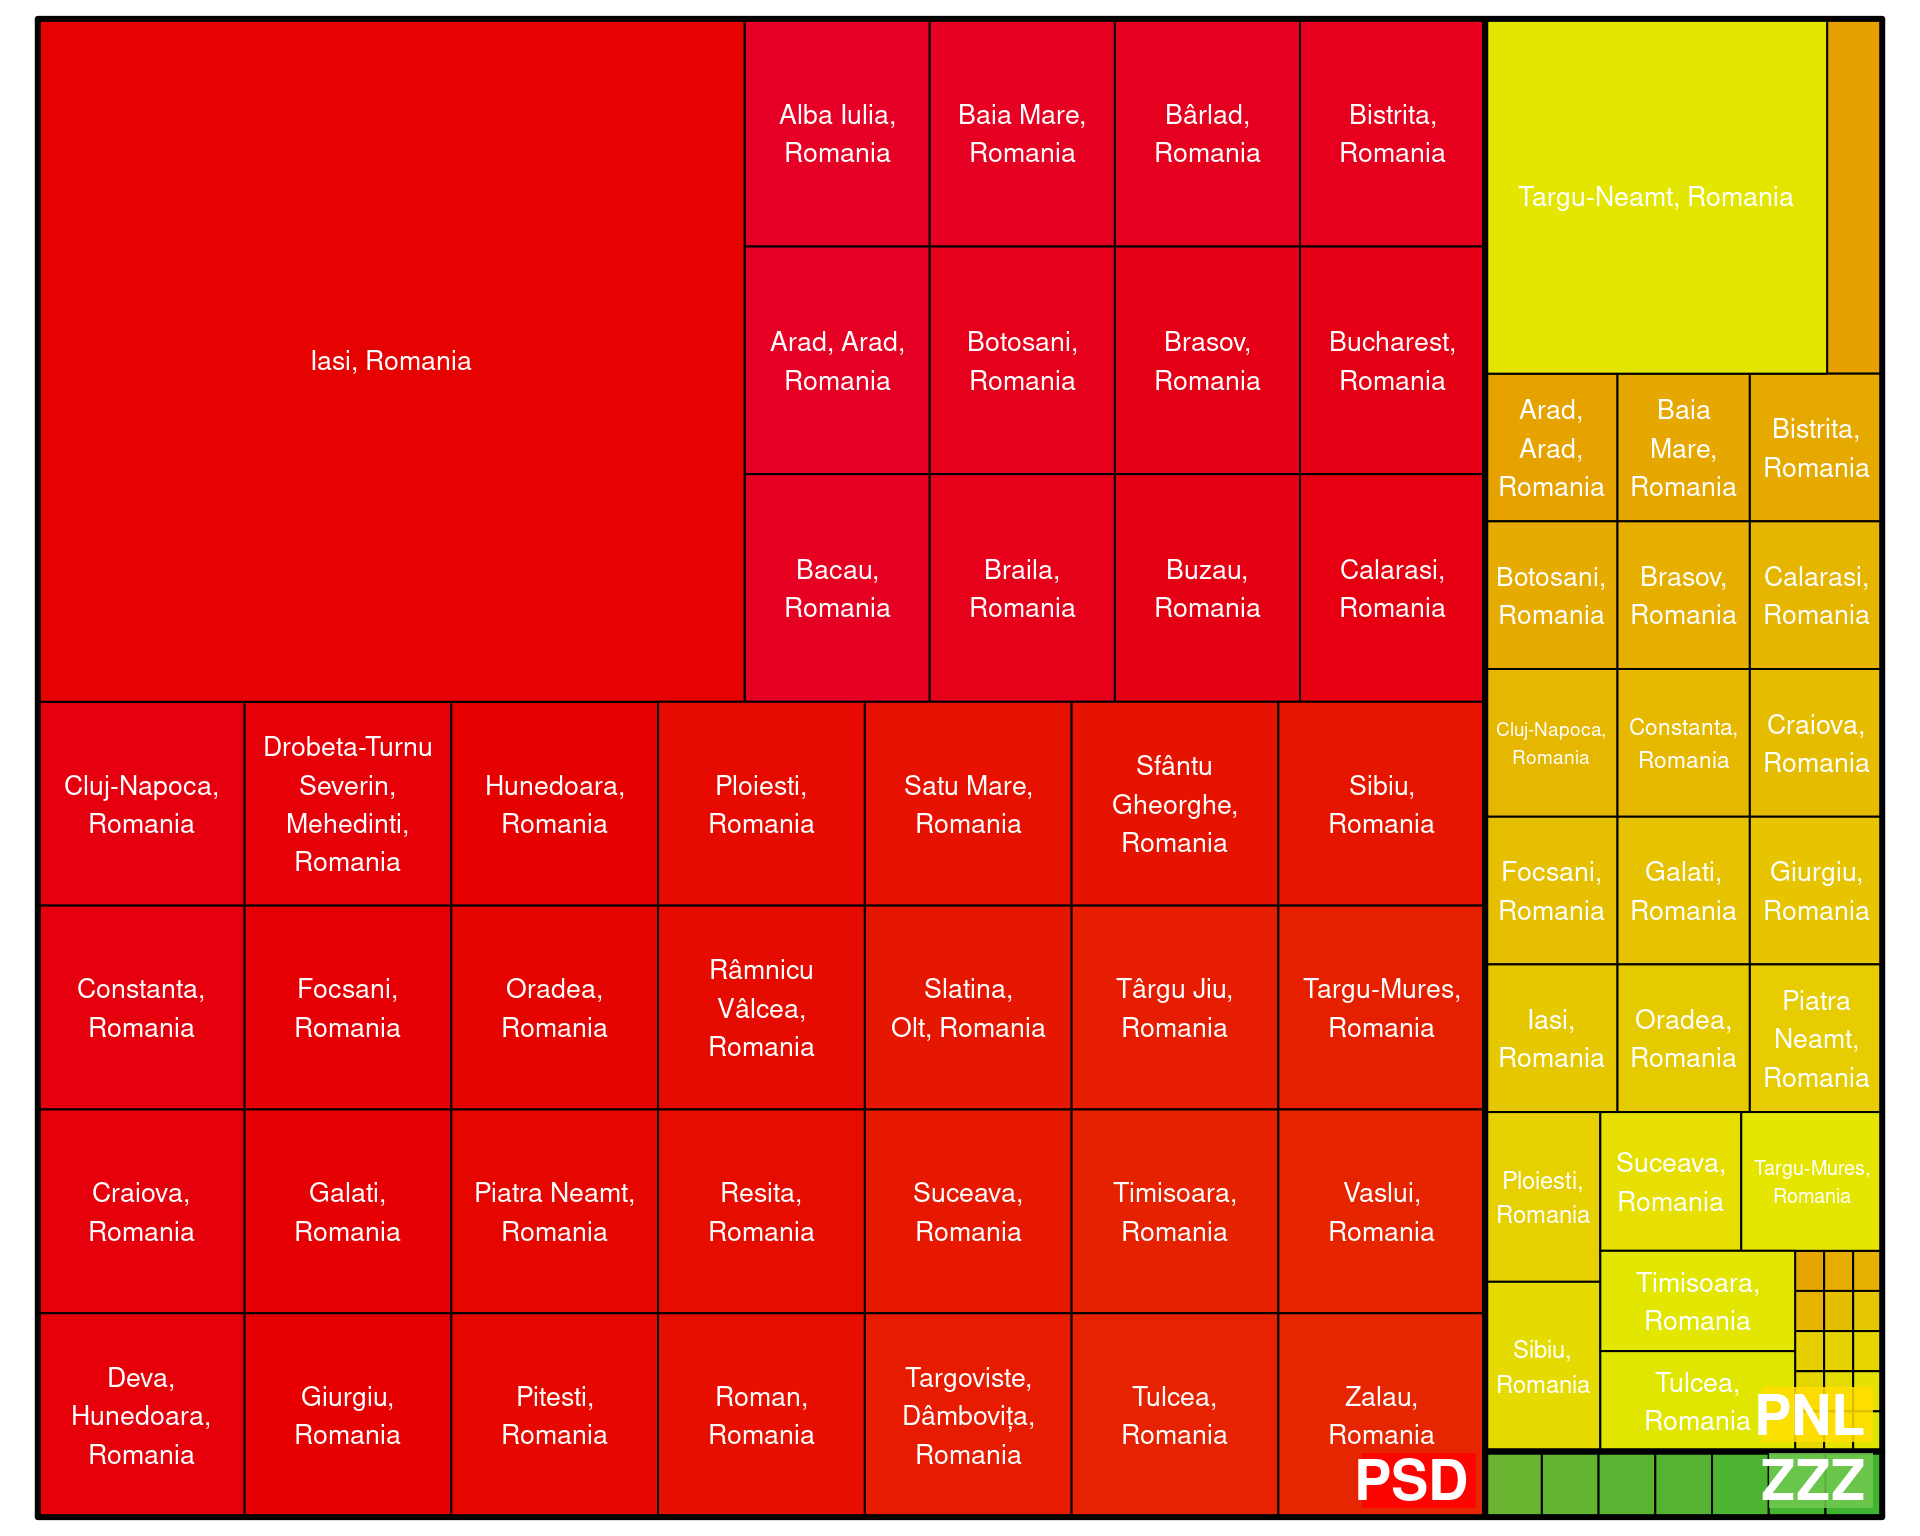 Iasi, Romania
Alba Iulia,
Romania
Baia Mare,
Romania
Bârlad,
Romania
Bistrita,
Romania
Arad, Arad,
Romania
Botosani,
Romania
Brasov,
Romania
Bucharest,
Romania
Bacau,
Romania
Braila,
Romania
Buzau,
Romania
Calarasi,
Romania
Cluj-Napoca,
Romania
Drobeta-Turnu
Severin,
Mehedinti,
Romania
Hunedoara,
Romania
Ploiesti,
Romania
Satu Mare,
Romania
Sfântu
Gheorghe,
Romania
Sibiu,
Romania
Constanta,
Romania
Focsani,
Romania
Oradea,
Romania
Râmnicu
Vâlcea,
Romania
Slatina,
Olt, Romania
Târgu Jiu,
Romania
Targu-Mures,
Romania
Craiova,
Romania
Galati,
Romania
Piatra Neamt,
Romania
Resita,
Romania
Suceava,
Romania
Timisoara,
Romania
Vaslui,
Romania
Deva,
Hunedoara,
Romania
Giurgiu,
Romania
Pitesti,
Romania
Roman,
Romania
Targoviste,
Dâmbovița,
Romania
Tulcea,
Romania
Zalau,
Romania
PSD
Targu-Neamt, Romania
Arad,
Arad,
Romania
Baia
Mare,
Romania
Bistrita,
Romania
Botosani,
Romania
Brasov,
Romania
Calarasi,
Romania
Cluj-Napoca,
Romania
Constanta,
Romania
Craiova,
Romania
Focsani,
Romania
Galati,
Romania
Giurgiu,
Romania
Iasi,
Romania
Oradea,
Romania
Piatra
Neamt,
Romania
Ploiesti,
Romania
Suceava,
Romania
Targu-Mures,
Romania
Sibiu,
Romania
Timisoara,
Romania
Tulcea,
Romania
PNL
ZZZ